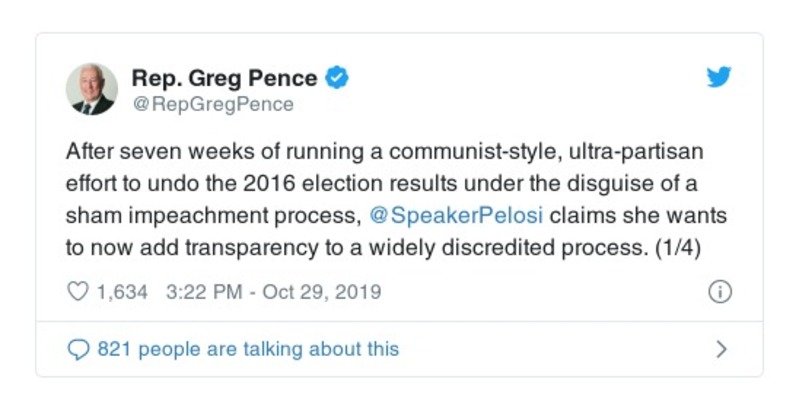 Rep. Greg Pence
@RepGregPence
After seven weeks of running a communist-style, ultra-partisan
effort to undo the 2016 election results under the disguise of a
sham impeachment process, @SpeakerPelosi claims she wants
to now add transparency to a widely discredited process. (1/4)
1,634 3:22 PM - Oct 29, 2019
821 people are talking about this